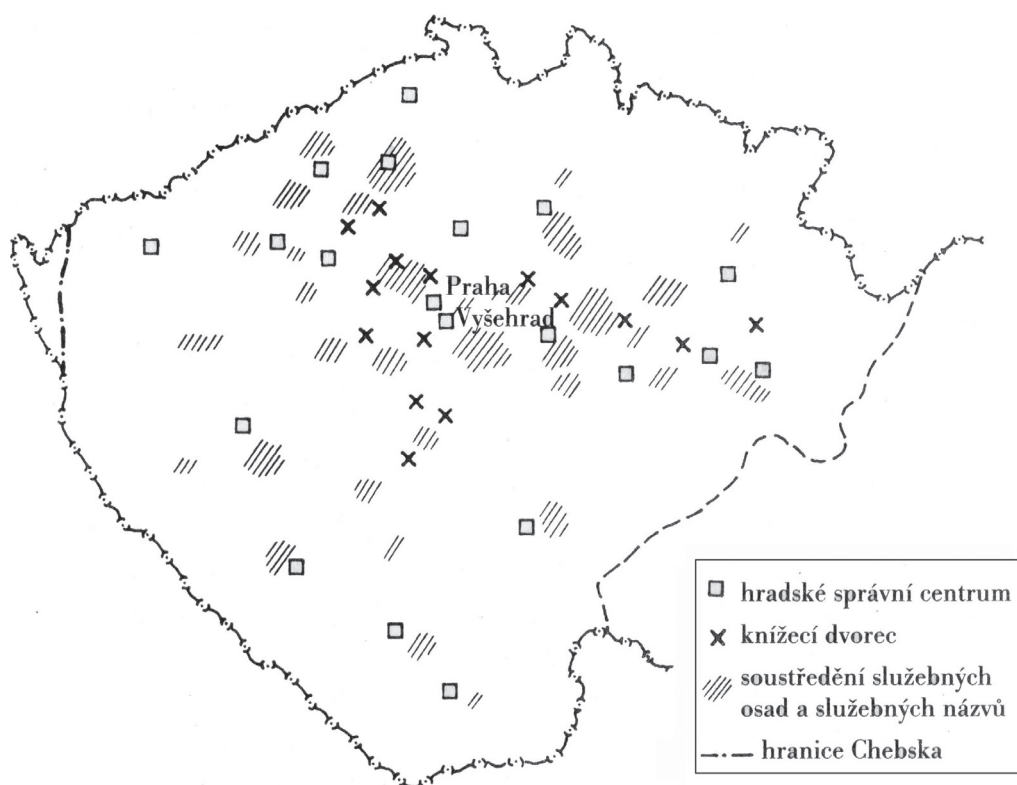 Praha
Vyšehrad
hradské správní centrum
knížecí dvorec
soustředění služebných
osad a služebných názvů
hranice Chebska